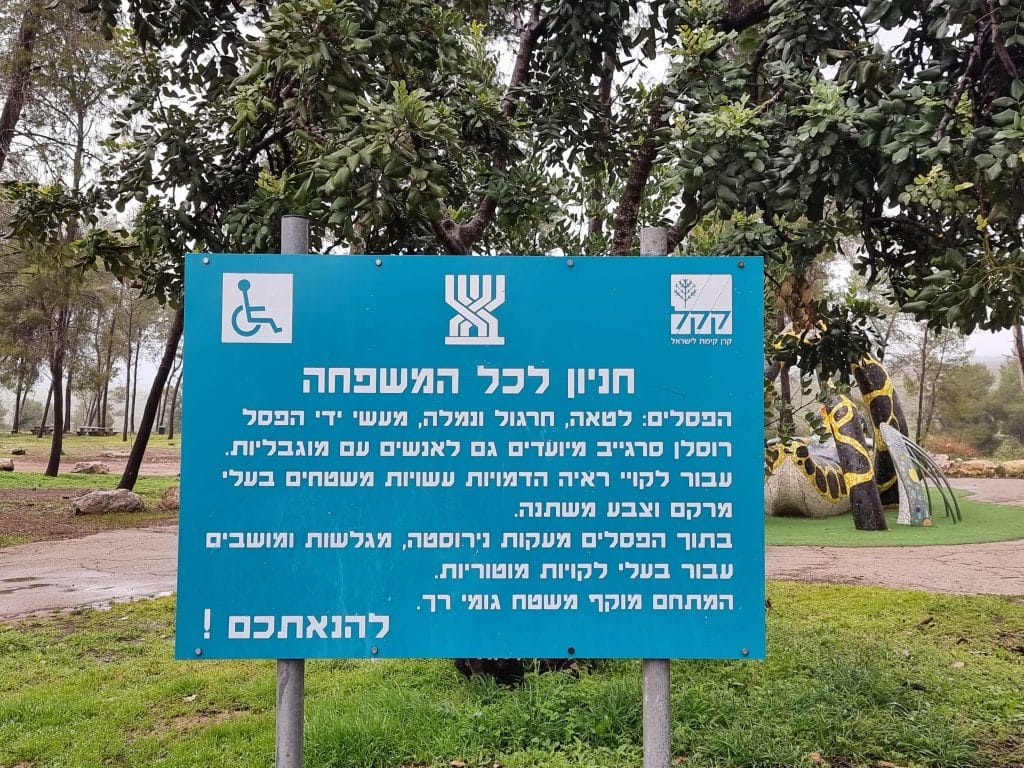 קקל
קרן קימת לישראל
חניון לכל המשפחה
הפסלים: לטאה, חרגול ונמלה, מעשי ידי הפסל
רוסלן סרגייב מיועדים גם לאנשים עם מוגבליות.
עבור לקויי ראיה הדמויות עשויות משטחים בעלי
מרקם וצבע משתנה.
בתוך הפסלים מעקות נירוסטה, מגלשות ומושבים
עבור בעלי לקויות מוטוריות.
המתחם מוקף משטח גומי רך.
להנאתכם !